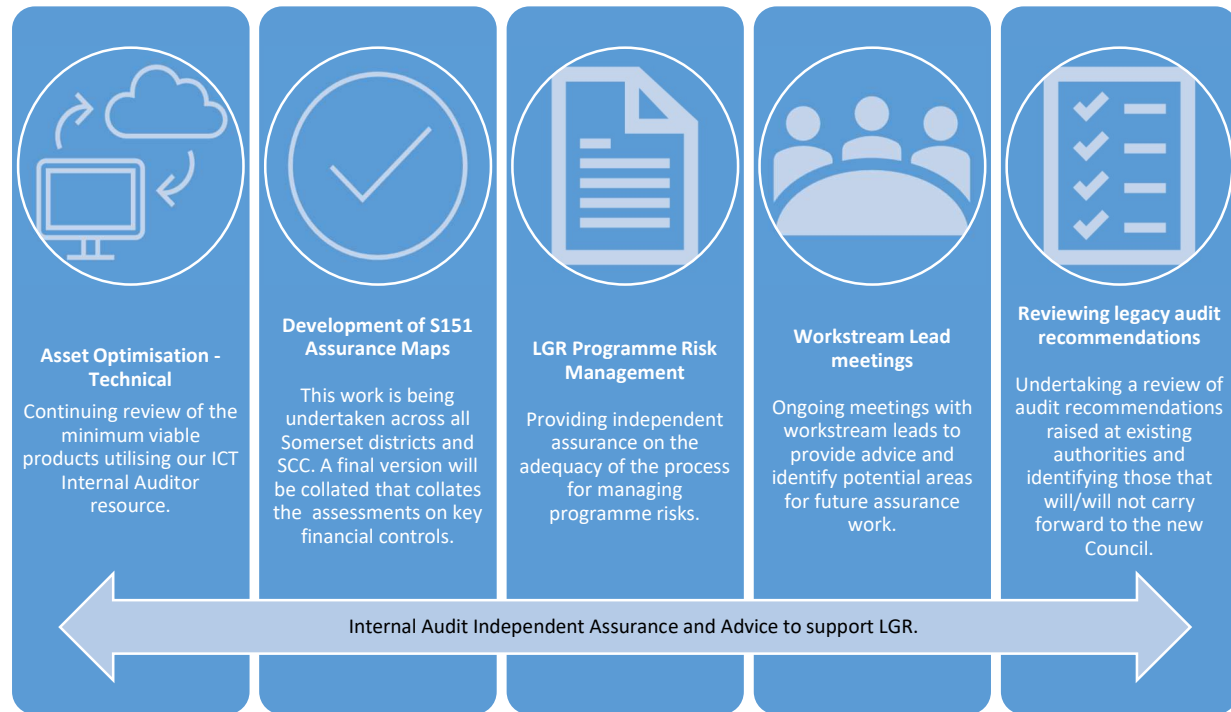 Asset Optimisation -
Technical
Continuing review of the
minimum viable
products utilising our ICT
Internal Auditor
resource.
Development of S151
Assurance Maps
This work is being
undertaken across all
Somerset districts and
SCC. A final version will
be collated that collates
the  assessments on key
financial controls.
LGR Programme Risk
Management
Providing independent
assurance on the
adequacy of the process
for managing
programme risks.
Workstream Lead
meetings
Ongoing meetings with
workstream leads to
provide advice and
identify potential areas
for future assurance
work.
Reviewing legacy audit
recommendations
Undertaking a review of
audit recommendations
raised at existing
authorities and
identifying those that
will/will not carry
forward to the new
Council.
Internal Audit Independent Assurance and Advice to support LGR.